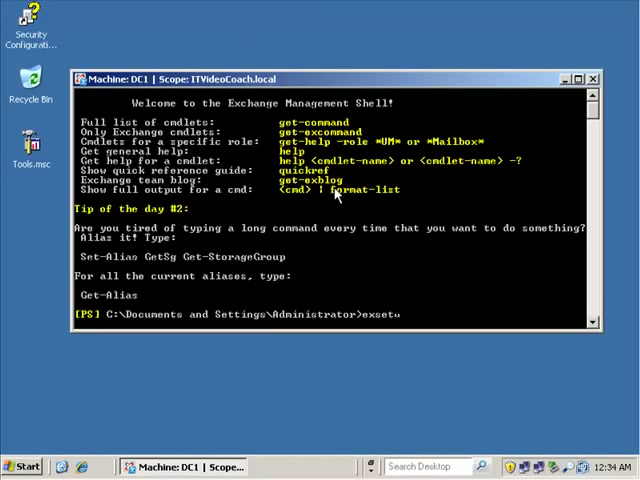 Security
Configurati...
Recycle Bin
Tools.msc
Machine: DC1 | Scope: ITVideoCoach.local
Welcome to the Exchange Management Shell!
Full list of cmdlets: get-command
Only Exchange cmdlets: get-excommand
Cmdlets for a specific role: get-help -role *UM* or *Mailbox*
Get general help: help
Get help for a cmdlet: help <cmdlet-name> or <cmdlet-name> -?
Show quick reference guide: quickref
Exchange team blog: get-exblog
Show full output for a cmd: <cmd> | format-list
Tip of the day #2:
Are you tired of typing a long command every time that you want to do something?
Alias it! Type:
Set-Alias GetSg Get-StorageGroup
For all the current aliases, type:
Get-Alias
[PS] C:\Documents and Settings\Administrator>exsetu
Start
Machine: DC1 | Scope...
Search Desktop
12:34 AM